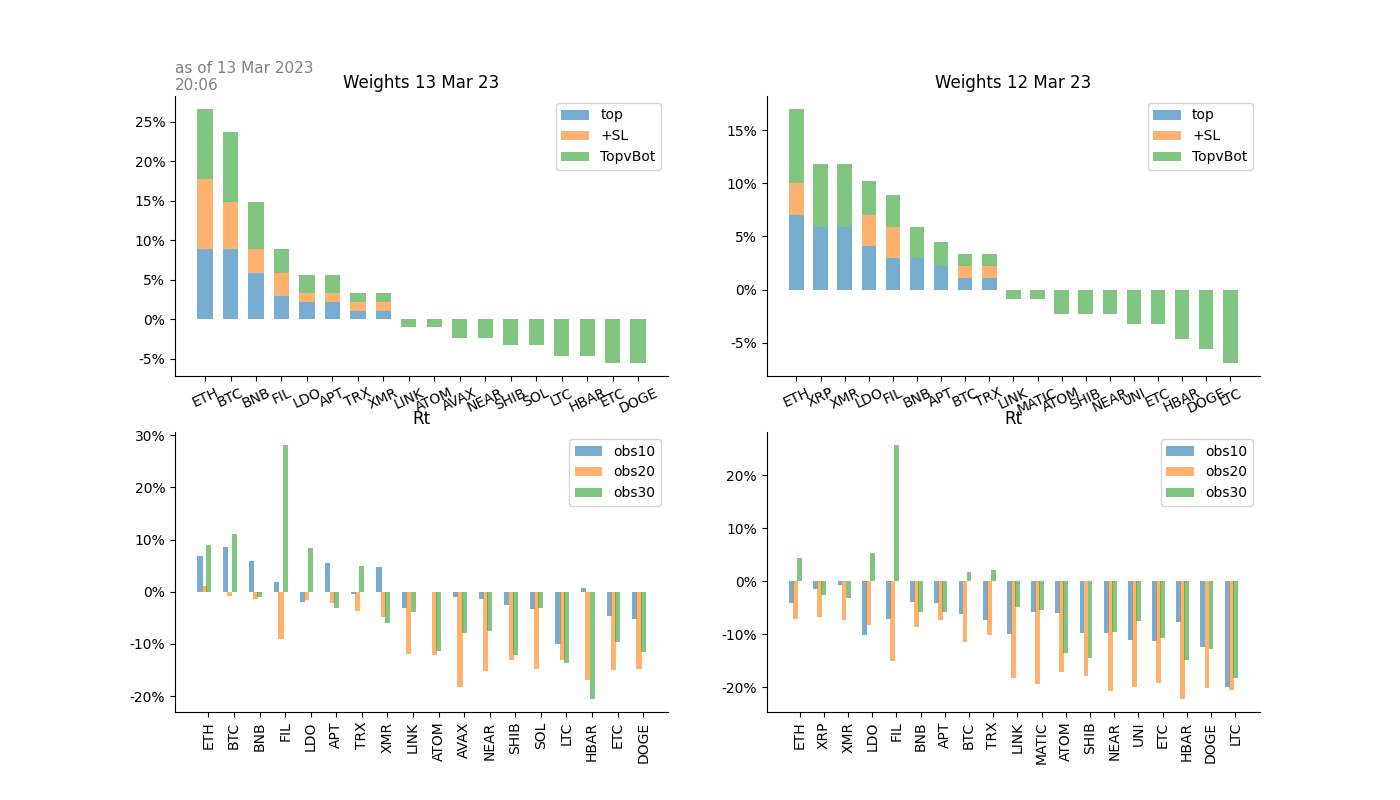 as of 13 Mar 2023
20:06
Weights 13 Mar 23
25%
20%
15%
10%
5%
0%
-5%
top
+SL
TopvBot
ETH BTC BNB FIL LDO APT TRX XMR LINK ATOM AVAX NEAR SHIB SOL LTC HBAR ETC DOGE
Weights 12 Mar 23
15%
10%
5%
0%
-5%
top
+SL
TopvBot
ETH XRP XMR LDO FIL BNB APT BTC TRX LINK MATIC ATOM SHIB NEAR UNI ETC HBAR DOGE LTC
Rt
30%
20%
10%
0%
-10%
-20%
obs10
obs20
obs30
ETH BTC BNB FIL LDO APT TRX XMR LINK ATOM AVAX NEAR SHIB SOL LTC HBAR ETC DOGE
Rt
20%
10%
0%
-10%
-20%
obs10
obs20
obs30
ETH XRP XMR LDO FIL BNB APT BTC TRX LINK MATIC ATOM SHIB NEAR UNI ETC HBAR DOGE LTC